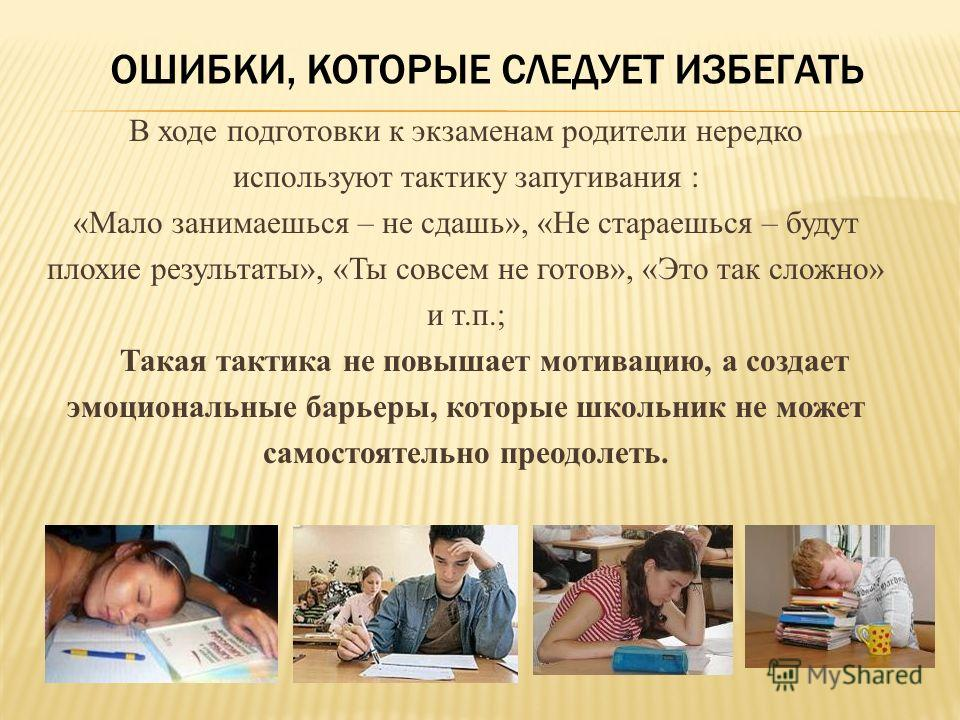 ОШИБКИ, КОТОРЫЕ СЛЕДУЕТ ИЗБЕГАТЬ
В ходе подготовки к экзаменам родители нередко
используют тактику запугивания :
«Мало занимаешься – не сдашь», «Не стараешься – будут
плохие результаты», «Ты совсем не готов», «Это так сложно»
и т.п.;
Такая тактика не повышает мотивацию, а создает
эмоциональные барьеры, которые школьник не может
самостоятельно преодолеть.
MyShared